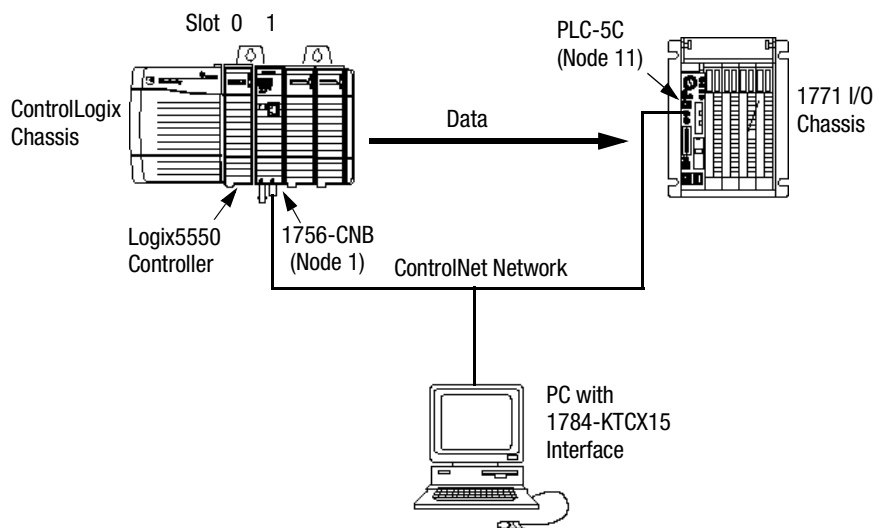 Slot 0 1
PLC-5C
(Node 11)
ControlLogix
Chassis
Data
1771 I/O
Chassis
Logix5550
Controller
1756-CNB
(Node 1)
ControlNet Network
PC with
1784-KTCX15
Interface